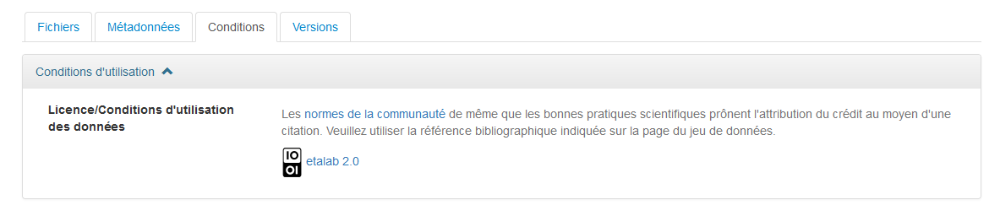 Fichiers Métadonnées Conditions Versions
Conditions d'utilisation
Licence/Conditions d'utilisation
des données
Les normes de la communauté de même que les bonnes pratiques scientifiques prônent l'attribution du crédit au moyen d'une
citation. Veuillez utiliser la référence bibliographique indiquée sur la page du jeu de données.
IO
OI
etalab 2.0